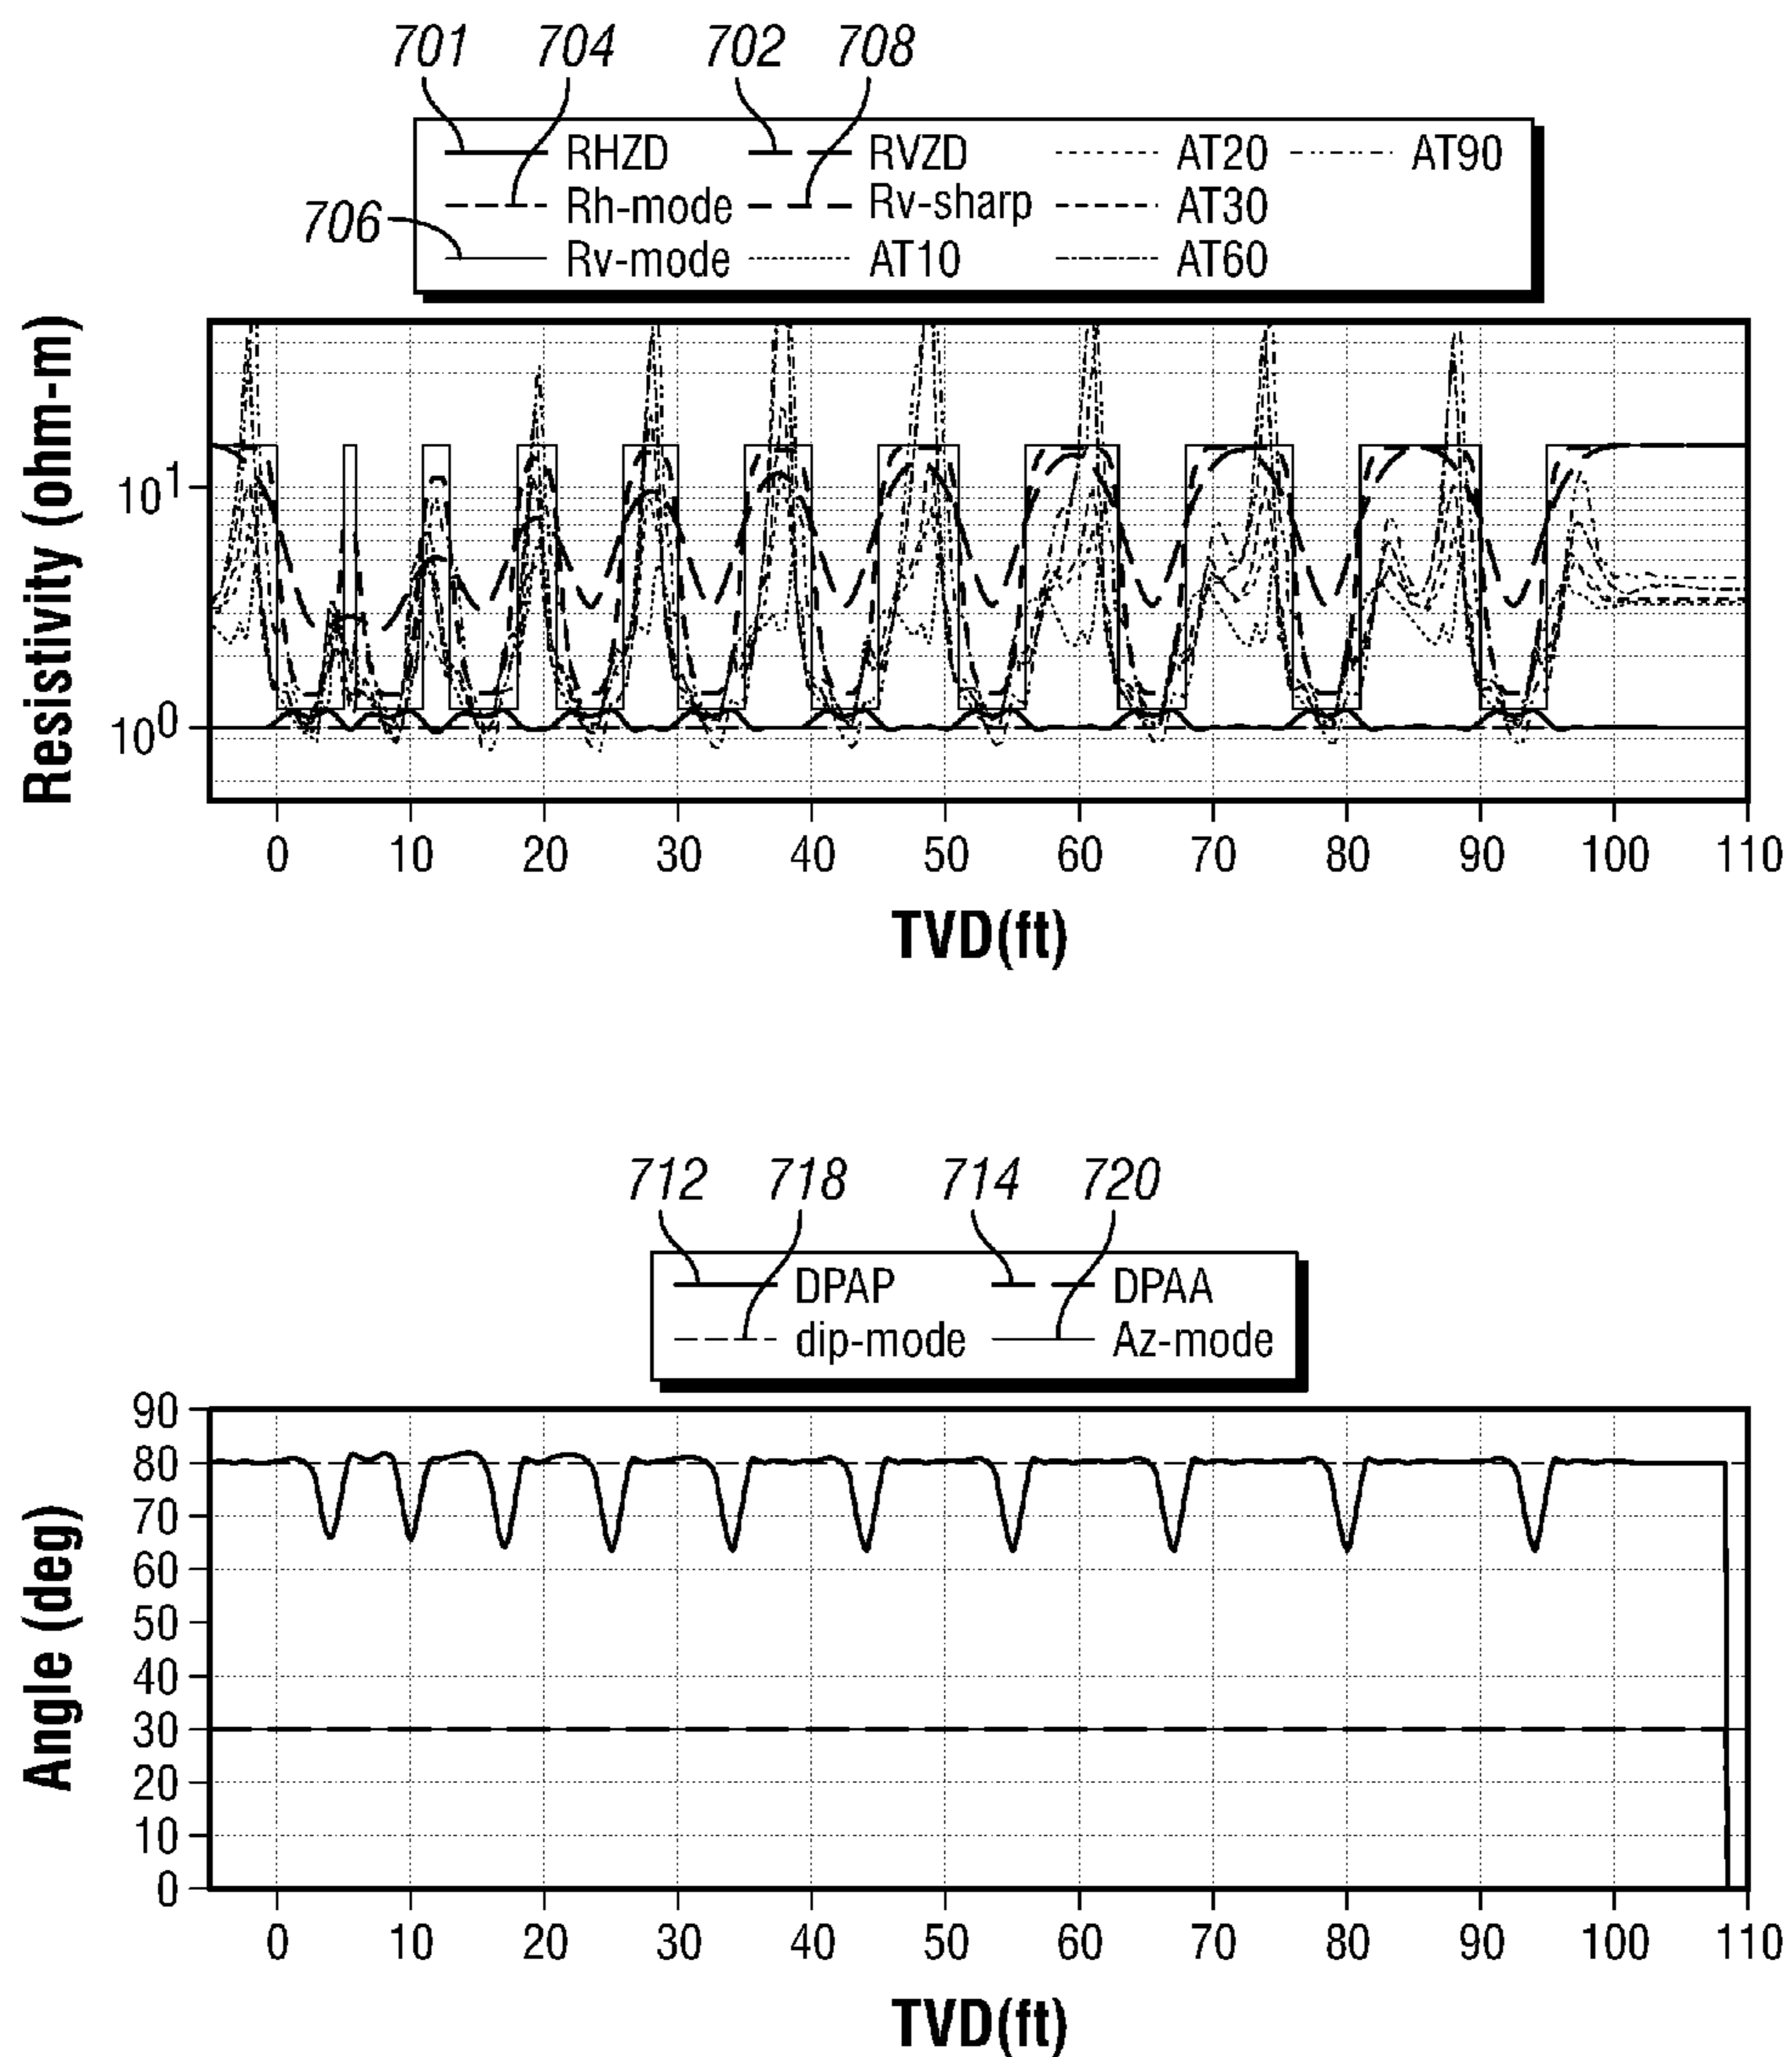 701 704 702 708
RHZD RVZD AT20 AT90
Rh-mode Rv-sharp AT30
706 Rv-mode AT10 AT60
Resistivity (ohm-m)
10¹
10⁰
0 10 20 30 40 50 60 70 80 90 100 110
TVD(ft)
712 718 714 720
DPAP DPAA
dip-mode Az-mode
Angle (deg)
90
80
70
60
50
40
30
20
10
0
0 10 20 30 40 50 60 70 80 90 100 110
TVD(ft)